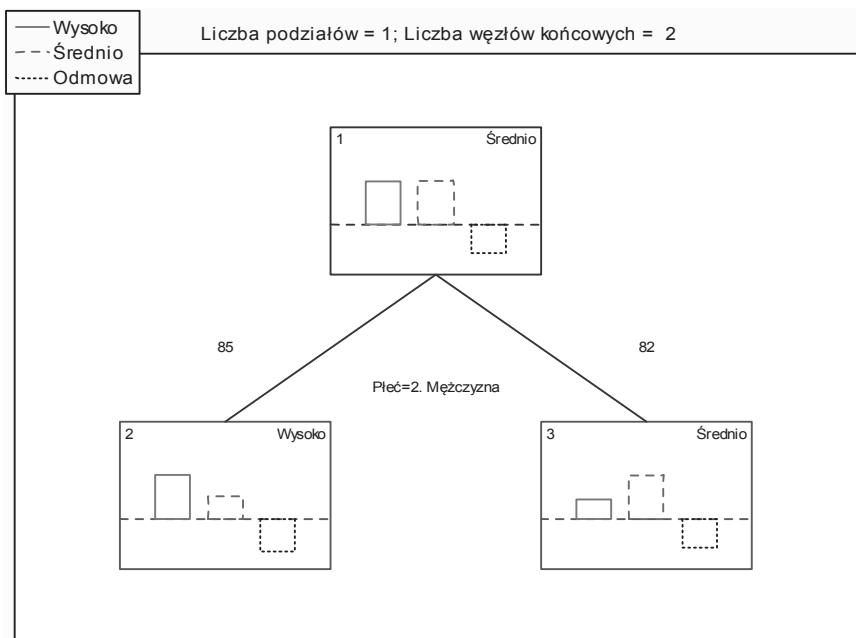 Wysoko
Średnio
Odmowa
Liczba podziałów = 1; Liczba węzłów końcowych = 2
1 Średnio
85
82
Płeć=2. Mężczyzna
2 Wysoko
3 Średnio